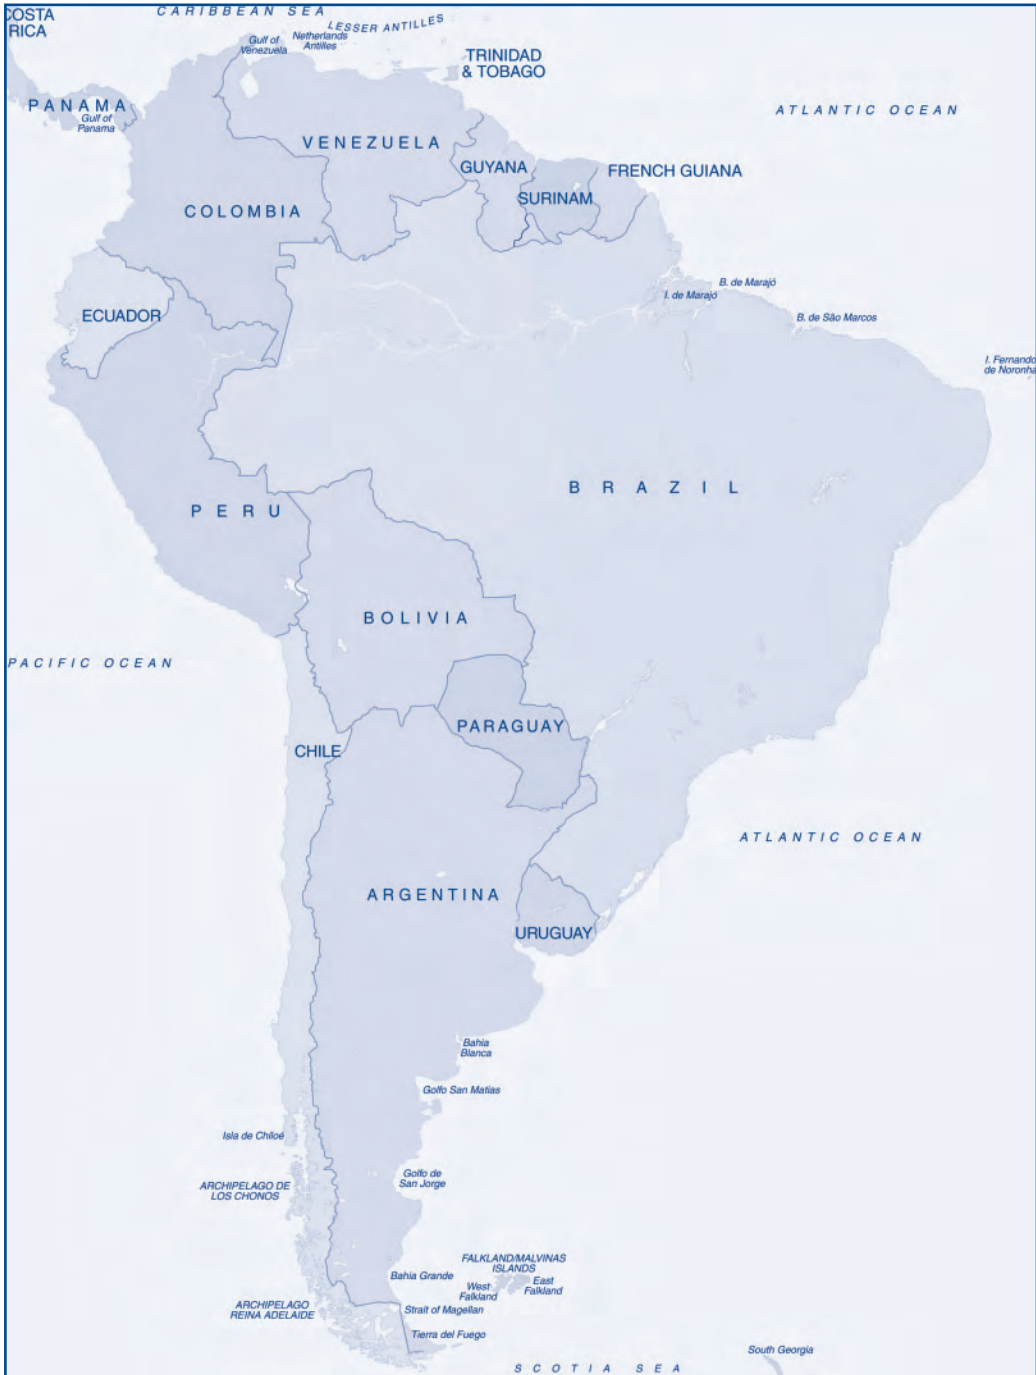 COSTA
RICA
CARIBBEAN SEA
LESSER ANTILLES
Gulf of
Venezuela
Netherlands
Antilles
TRINIDAD
& TOBAGO
PANAMA
Gulf of
Panama
ATLANTIC OCEAN
VENEZUELA
GUYANA
FRENCH GUIANA
SURINAM
COLOMBIA
B. de Marajó
I. de Marajó
ECUADOR
B. de São Marcos
I. Fernando
de Noronha
BRAZIL
PERU
BOLIVIA
PACIFIC OCEAN
PARAGUAY
CHILE
ATLANTIC OCEAN
ARGENTINA
URUGUAY
Bahia
Blanca
Golfo San Matias
Isla de Chiloé
Golfo de
San Jorge
ARCHIPELAGO DE
LOS CHONOS
FALKLAND/MALVINAS
ISLANDS
Bahia Grande
West
Falkland
East
Falkland
ARCHIPELAGO
REINA ADELAIDE
Strait of Magellan
Tierra del Fuego
South Georgia
SCOTIA SEA